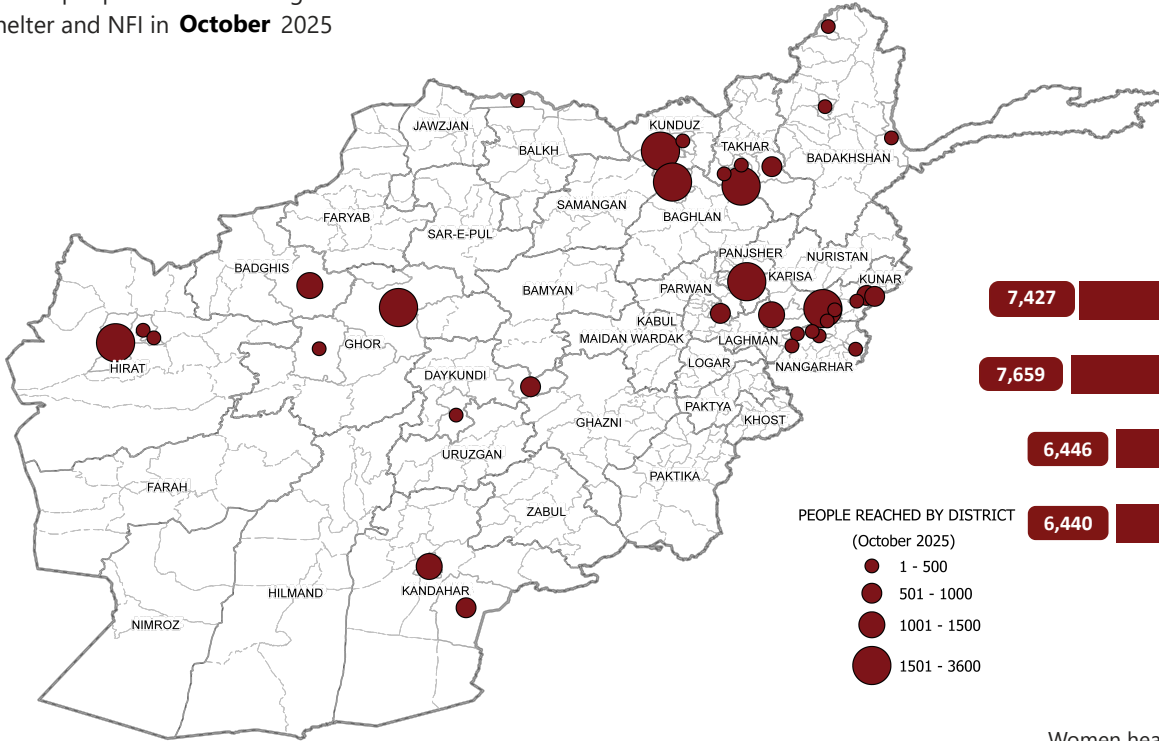 helter and NFI in October 2025
JAWZJAN
BALKH
KUNDUZ
TAKHAR
BADAKHSHAN
FARYAB
SAR-E-PUL
SAMANGAN
BAGHLAN
BADGHIS
BAMYAN
PANJSHER
NURISTAN
PARWAN
KAPISA
KUNAR
KABUL
MAIDAN WARDAK
LAGHMAN
HIRAT
GHOR
DAYKUNDI
LOGAR
NANGARHAR
PAKTYA
KHOST
GHAZNI
URUZGAN
PAKTIKA
FARAH
ZABUL
HILMAND
KANDAHAR
NIMROZ
7,427
7,659
6,446
6,440
PEOPLE REACHED BY DISTRICT
(October 2025)
1 - 500
501 - 1000
1001 - 1500
1501 - 3600
Women hea